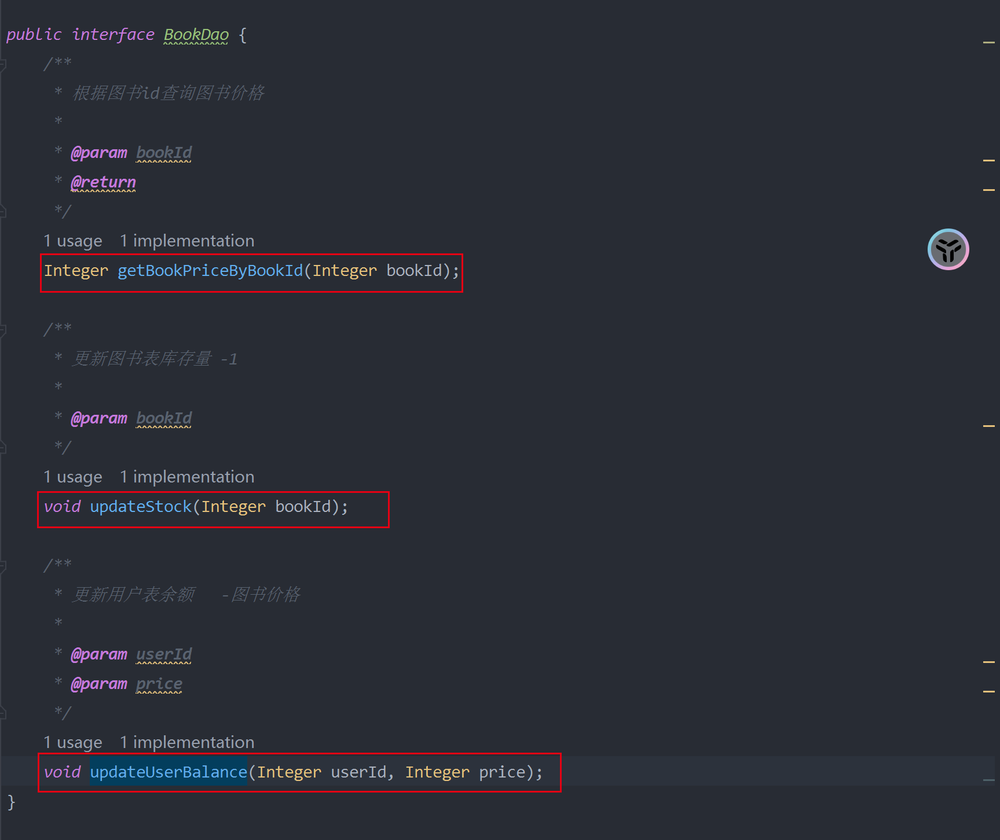 public interface BookDao {
/**
* 根据图书id查询图书价格
*
* @param bookId
* @return
*/
1 usage 1 implementation
Integer getBookPriceByBookId(Integer bookId);
/**
* 更新图书表库存量 -1
*
* @param bookId
*/
1 usage 1 implementation
void updateStock(Integer bookId);
/**
* 更新用户表余额 -图书价格
*
* @param userId
* @param price
*/
1 usage 1 implementation
void updateUserBalance(Integer userId, Integer price);
}